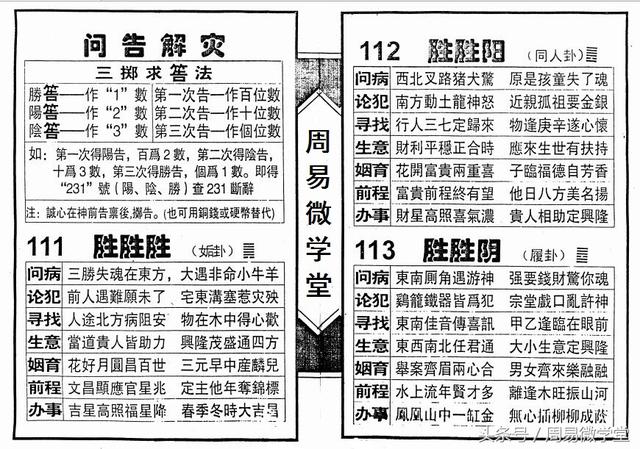 问告解灾
三掷求筶法
勝筶——作“1”數 第一次告一作百位數
陽筶——作“2”數 第二次告一作十位數
陰筶——作“3”數 第三次告一作個位數
如：第一次得陽告，百爲2數，第二次得陰告，
十爲3數，第三次得勝告，個爲1數。即得
“231”號(陽、陰、勝)查231斷辭
注：誠心在神前告禀後，擲告。(也可用銅錢或硬幣替代)
111 胜胜胜 (姤卦)
问病 三勝失魂在東方，大遇非命小牛羊
论犯 前人遇難願未了 宅東溝塞惹灾殃
寻找 人途北方病阻安 物在木中得心歡
生意 當道貴人皆助力 興隆茂盛通四方
姻育 花好月圓昌百世 三元早中産麟兒
前程 文昌顯應官星兆 定主他年奪錦標
办事 吉星高照福星降 春季冬時大吉昌
周易微学堂
112 胜胜阳 (同人卦)
问病 西北叉路猪犬驚 原是孩童失了魂
论犯 南方動土龍神怒 近親孤祖要金銀
寻找 行人三七定歸來 物逢庚辛遂心懷
生意 財利平穩正合時 應來生世有扶持
姻育 花開富貴兩重喜 子臨福德自芳香
前程 富貴前程終有望 他日八方美名揚
办事 財星高照喜氣濃 貴人相助定興隆
113 胜胜阴 (履卦)
问病 東南厠角遇游神 强要錢財驚你魂
论犯 鷄籠鐵器皆爲犯 宗堂戲口亂許神
寻找 東南佳音傳喜訊 甲乙逢臨在眼前
生意 東西南北任君通 大小生意定興隆
姻育 舉案齊眉兩心合 男女齊來樂融融
前程 水上流年賢才多 離逢木旺振山河
办事 鳳凰山中一缸金 無心插柳柳成蔭
头条号/周易微学堂